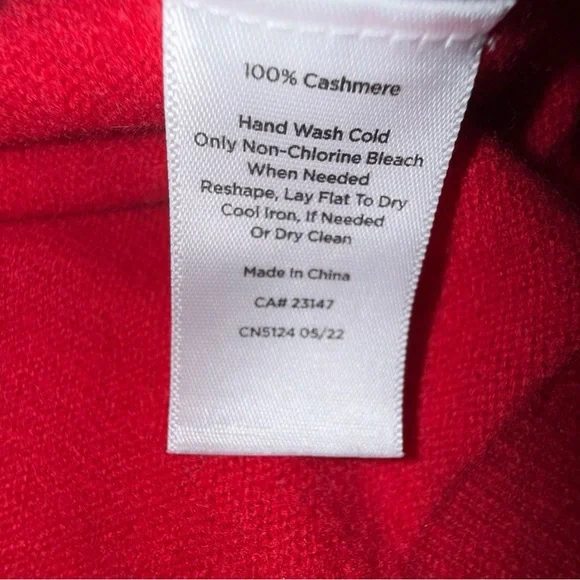 100% Cashmere
Hand Wash Cold
Only Non-Chlorine Bleach
When Needed
Reshape, Lay Flat To Dry
Cool Iron, If Needed
Or Dry Clean
Made In China
CA# 23147
CN5124 05/22